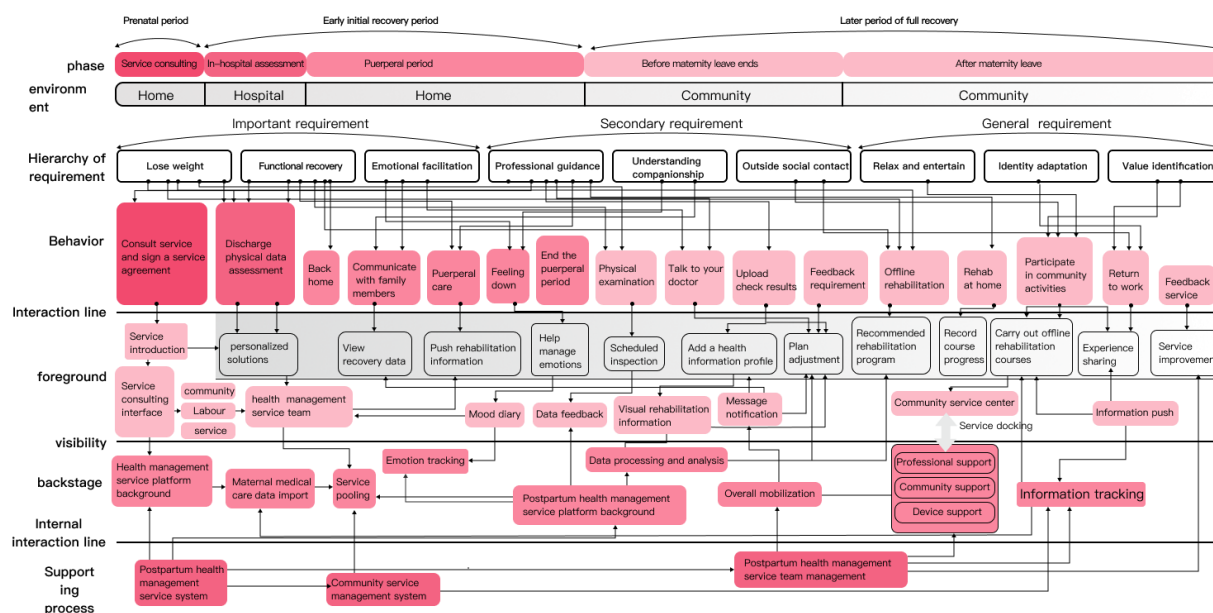 Prenatal period
Early initial recovery period
Later period of full recovery
phase
Service consulting
In-hospital assessment
Puerperal period
Before maternity leave ends
After maternity leave
environm
ent
Home
Hospital
Home
Community
Community
Important requirement
Secondary requirement
General requirement
Hierarchy of
requirement
Lose weight
Functional recovery
Emotional facilitation
Professional guidance
Understanding
companionship
Outside social contact
Relax and entertain
Identity adaptation
Value identification
Behavior
Consult service
and sign a service
agreement
Discharge
physical data
assessment
Back
home
Communicate
with family
members
Puerperal
care
Feeling
down
End the
puerperal
period
Physical
examination
Talk to your
doctor
Upload
check results
Feedback
requirement
Offline
rehabilitation
Rehab
at home
Participate
in community
activities
Return
to work
Feedback
service
Interaction line
foreground
Service
introduction
personalized
solutions
View
recovery data
Push rehabilitation
information
Help
manage
emotions
Scheduled
inspection
Add a health
information profile
Plan
adjustment
Recommended
rehabilitation
program
Record
course
progress
Carry out offline
rehabilitation
courses
Experience
sharing
Service
improvement
Service
consulting
interface
community
Labour
service
health management
service team
Mood diary
Data feedback
Visual rehabilitation
information
Message
notification
Community service center
Information push
visibility
Service docking
backstage
Health management
service platform
background
Maternal medical
care data import
Service
pooling
Emotion tracking
Postpartum health management
service platform background
Data processing and analysis
Overall mobilization
Professional support
Community support
Device support
Information tracking
Internal
interaction line
Support
ing
process
Postpartum health
management
service system
Community service
management system
Postpartum health management
service team management